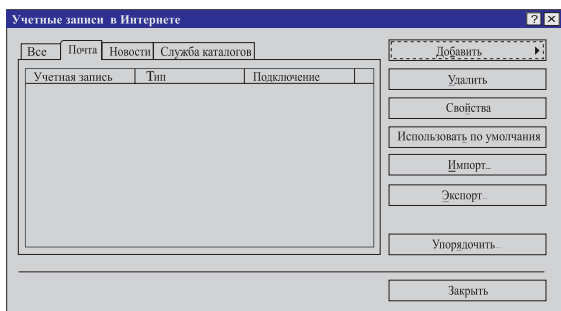 Учетные записи в Интернете
Все Почта Новости Служба каталогов
Учетная запись Тип Подключение
Добавить
Удалить
Свойства
Использовать по умолчания
Импорт...
Экспорт...
Упорядочить...
Закрыть